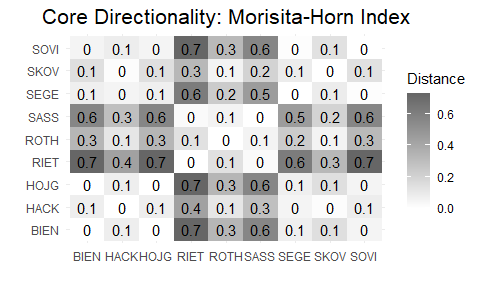 Core Directionality: Morisita-Horn Index
SOVI 0 0.1 0 0.7 0.3 0.6 0 0.1 0
SKOV 0.1 0 0.1 0.3 0.1 0.2 0.1 0 0.1
SEGE 0.1 0 0.1 0.6 0.2 0.5 0 0.1 0
SASS 0.6 0.3 0.6 0 0.1 0 0.5 0.2 0.6
ROTH 0.3 0.1 0.3 0.1 0 0.1 0.2 0.1 0.3
RIET 0.7 0.4 0.7 0 0.1 0 0.6 0.3 0.7
HOJG 0 0.1 0 0.7 0.3 0.6 0.1 0.1 0
HACK 0.1 0 0.1 0.4 0.1 0.3 0 0 0.1
BIEN 0 0.1 0 0.7 0.3 0.6 0.1 0.1 0
BIEN HACK HOJG RIET ROTH SASS SEGE SKOV SOVI
Distance
0.6
0.4
0.2
0.0